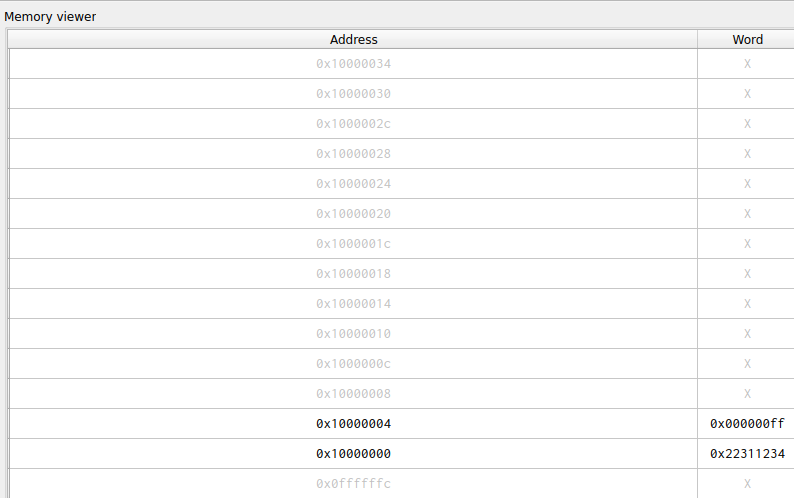 Memory viewer
Address Word
0x10000034 X
0x10000030 X
0x1000002c X
0x10000028 X
0x10000024 X
0x10000020 X
0x1000001c X
0x10000018 X
0x10000014 X
0x10000010 X
0x1000000c X
0x10000008 X
0x10000004 0x000000ff
0x10000000 0x22311234
0x0ffffffc X